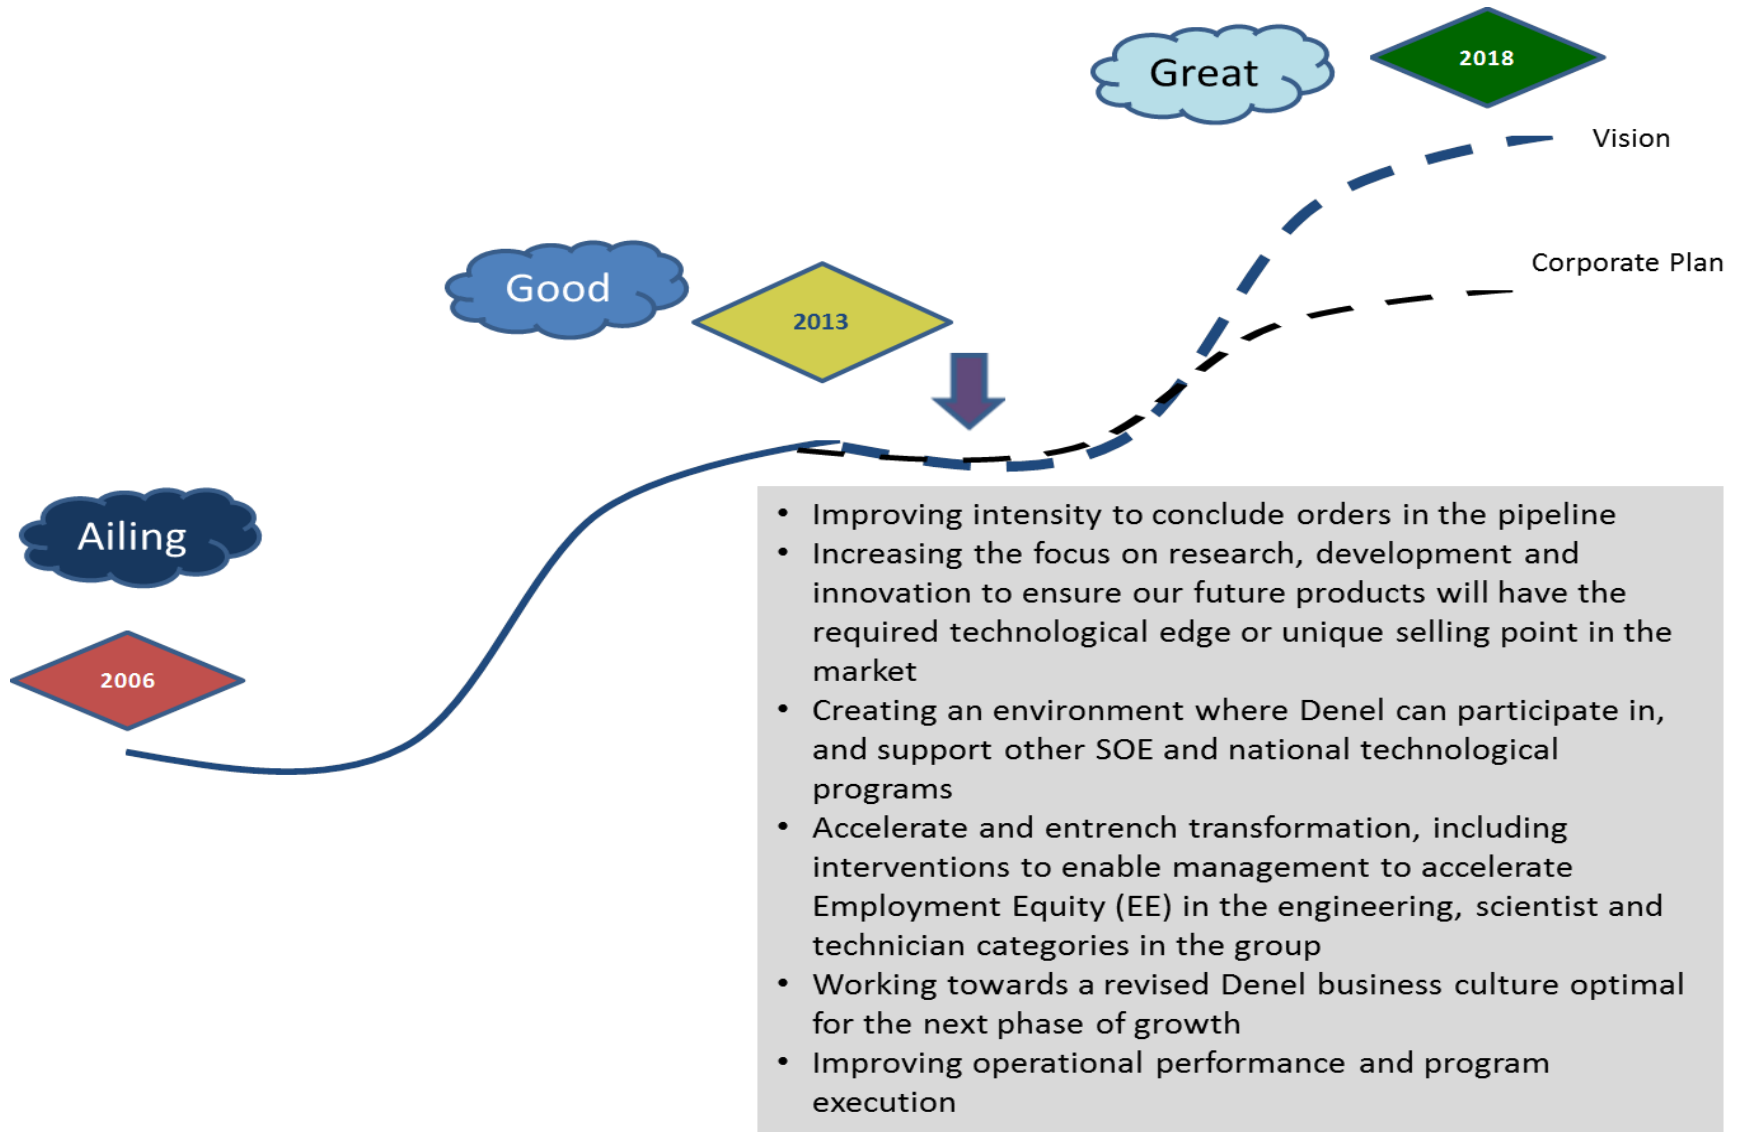 Great
2018
Vision
Corporate Plan
Good
2013
Ailing
2006
• Improving intensity to conclude orders in the pipeline
• Increasing the focus on research, development and
innovation to ensure our future products will have the
required technological edge or unique selling point in the
market
• Creating an environment where Denel can participate in,
and support other SOE and national technological
programs
• Accelerate and entrench transformation, including
interventions to enable management to accelerate
Employment Equity (EE) in the engineering, scientist and
technician categories in the group
• Working towards a revised Denel business culture optimal
for the next phase of growth
• Improving operational performance and program
execution